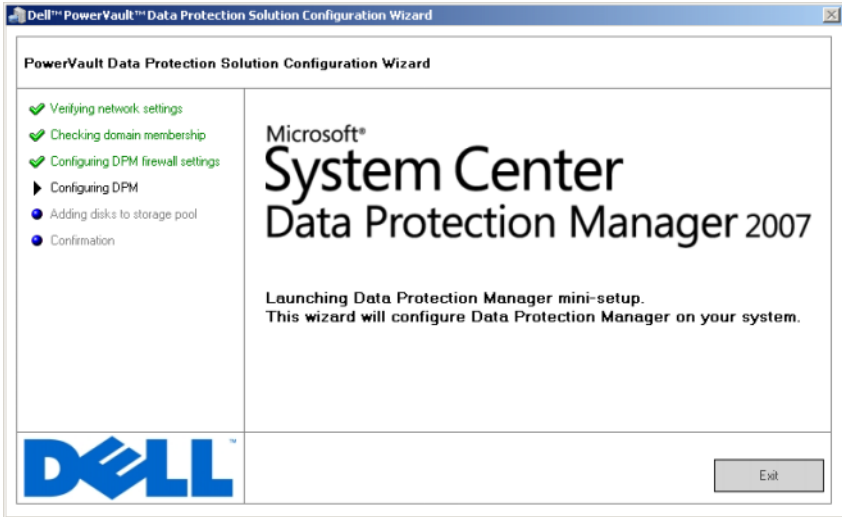 Dell™ PowerVault™ Data Protection Solution Configuration Wizard
PowerVault Data Protection Solution Configuration Wizard
Verifying network settings
Checking domain membership
Configuring DPM firewall settings
Configuring DPM
Adding disks to storage pool
Confirmation
Microsoft®
System Center
Data Protection Manager 2007
Launching Data Protection Manager mini-setup.
This wizard will configure Data Protection Manager on your system.
DELL™
Exit